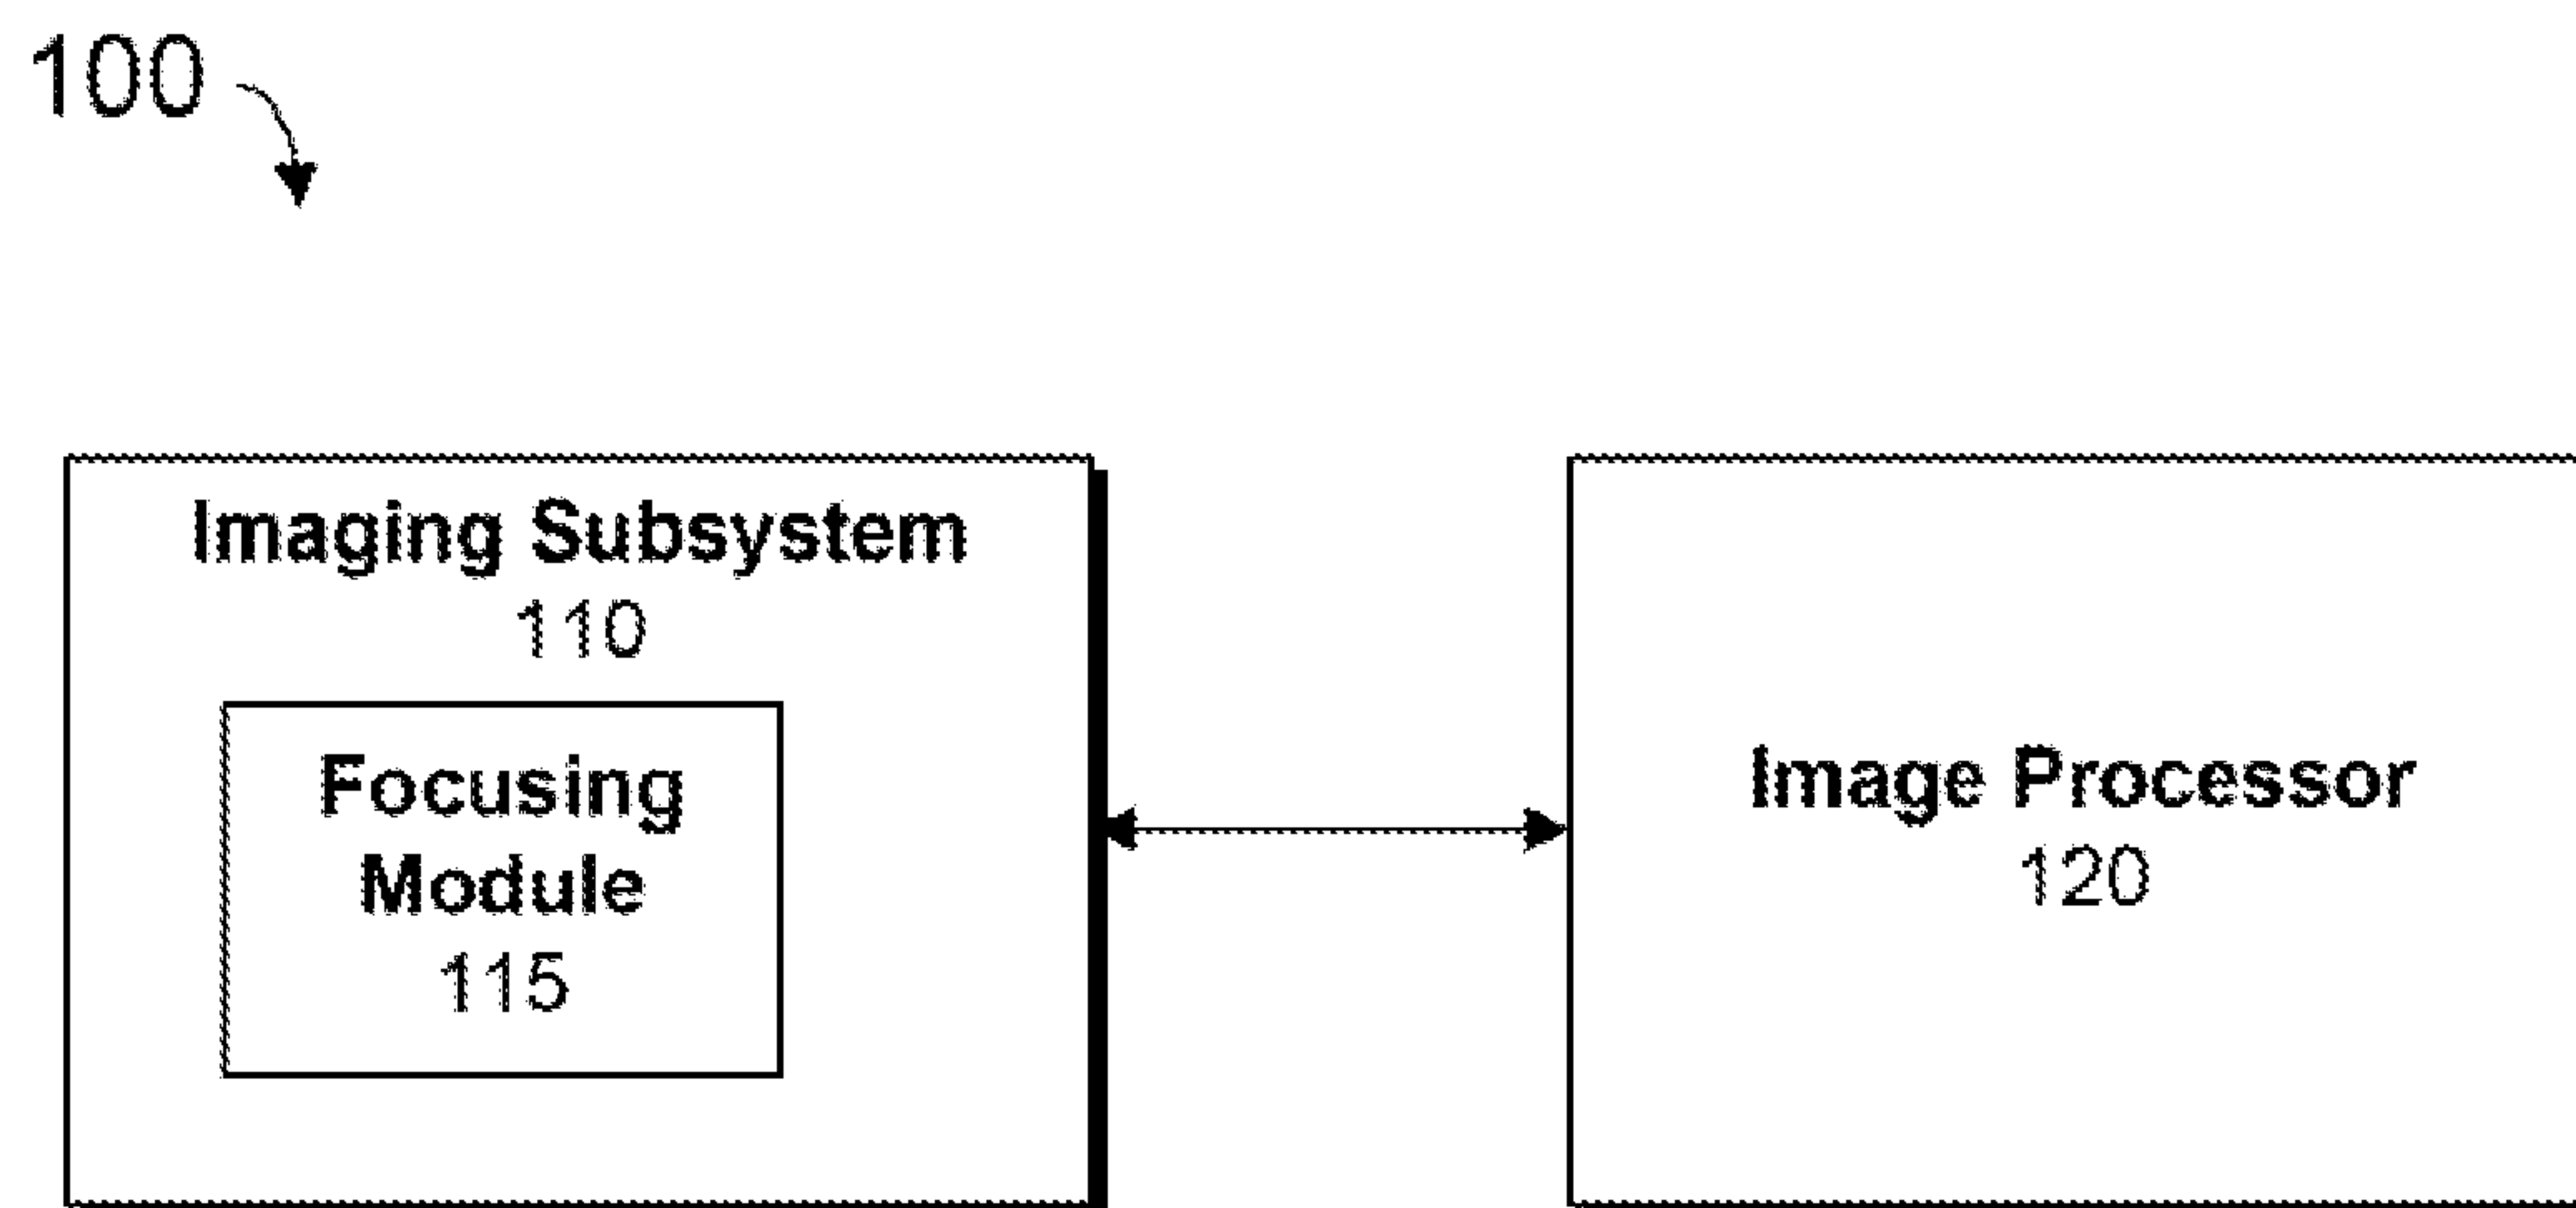 100
Imaging Subsystem
110
Focusing
Module
115
Image Processor
120